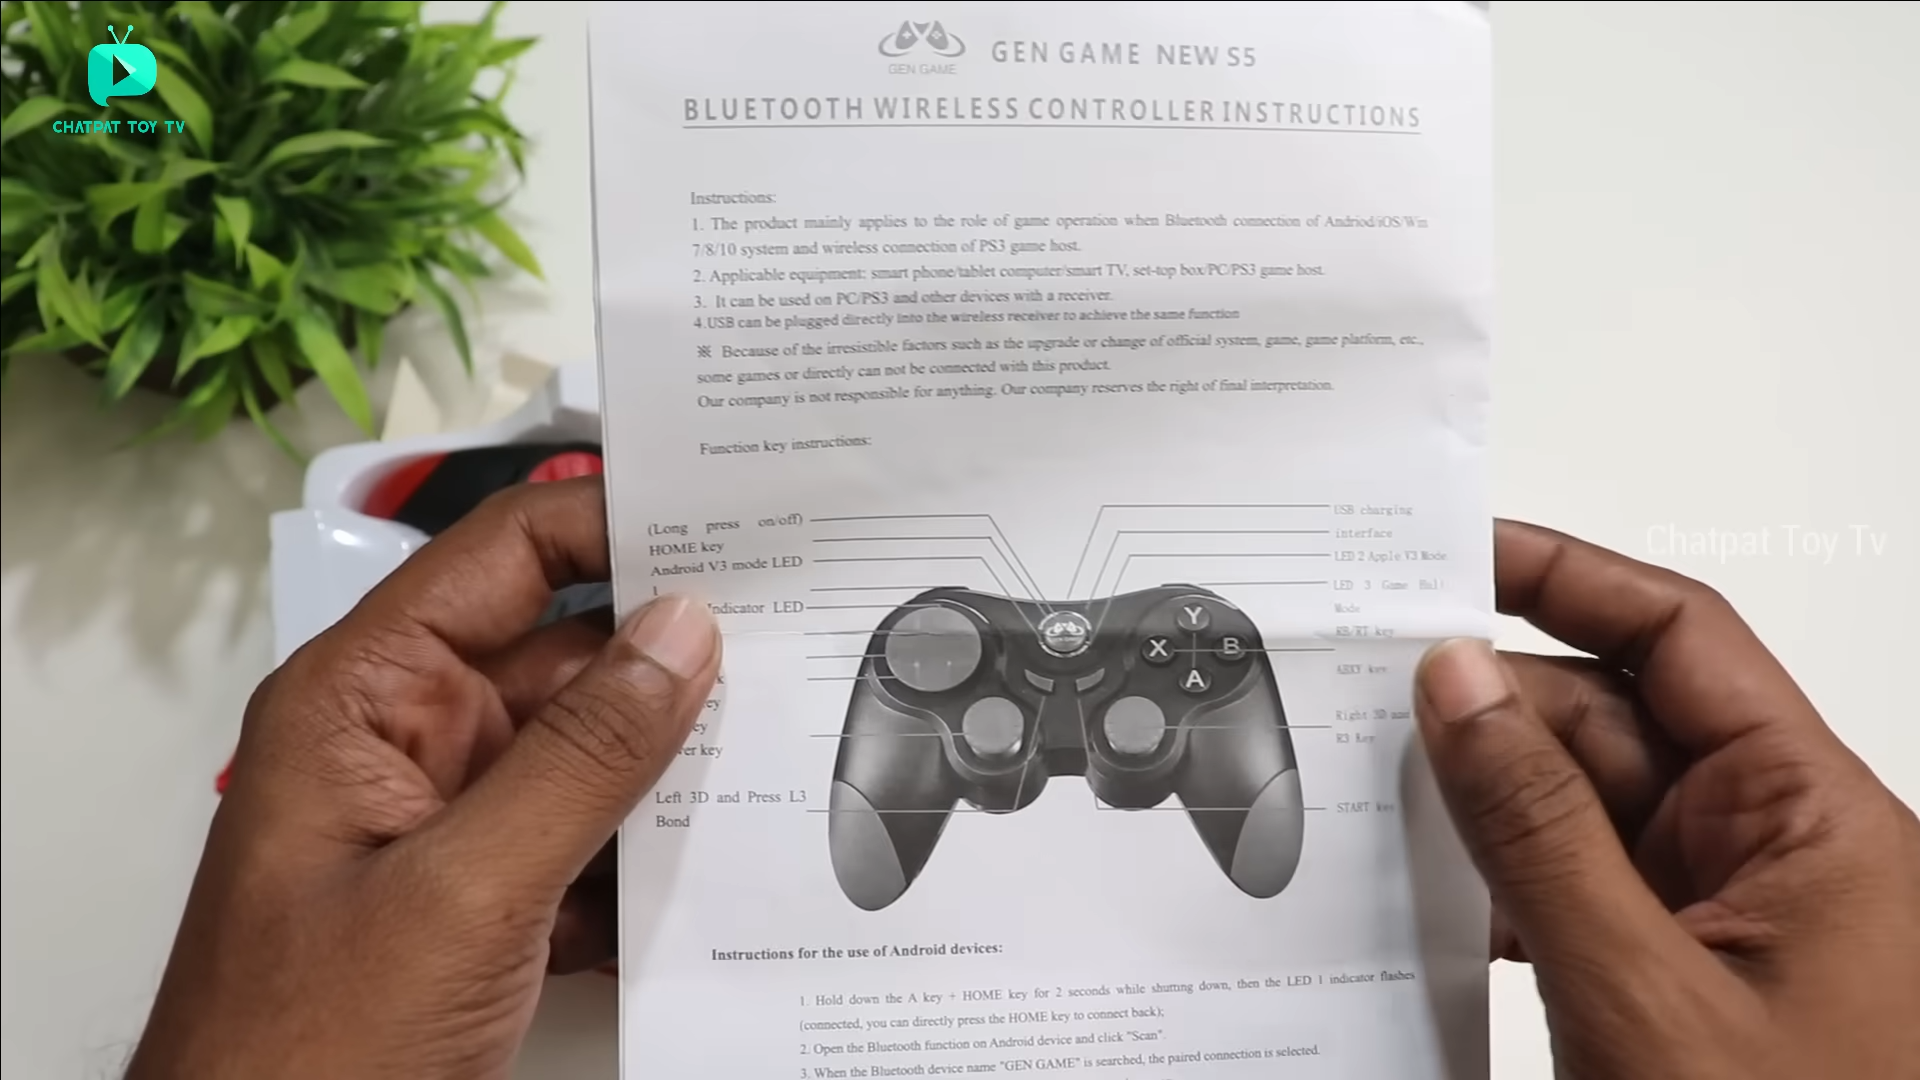 CHATPAT TOY TV
GEN GAME
GEN GAME NEW S5
BLUETOOTH WIRELESS CONTROLLER INSTRUCTIONS
Instructions:
1. The product mainly applies to the role of game operation when Bluetooth connection of Andriod/iOS/Win
7/8/10 system and wireless connection of PS3 game host.
2. Applicable equipment: smart phone/tablet computer/smart TV, set-top box/PC/PS3 game host.
3. It can be used on PC/PS3 and other devices with a receiver.
4.USB can be plugged directly into the wireless receiver to achieve the same function
※ Because of the irresistible factors such as the upgrade or change of official system, game, game platform, etc.,
some games or directly can not be connected with this product.
Our company is not responsible for anything. Our company reserves the right of final interpretation.
Function key instructions:
(Long press on/off)
HOME key
Android V3 mode LED
1
Indicator LED
key
Left 3D and Press L3
Bond
USB charging
interface
LED 2 Apple V3 Mode
LED 3 Game Hall
Mode
RB/RT key
ABXY key
Right 3D and
R3 Key
START key
Y
X
B
A
Chatpat Toy Tv
Instructions for the use of Android devices:
1. Hold down the A key + HOME key for 2 seconds while shutting down, then the LED 1 indicator flashes
(connected, you can directly press the HOME key to connect back);
2. Open the Bluetooth function on Android device and click "Scan".
3. When the Bluetooth device name "GEN GAME" is searched, the paired connection is selected.